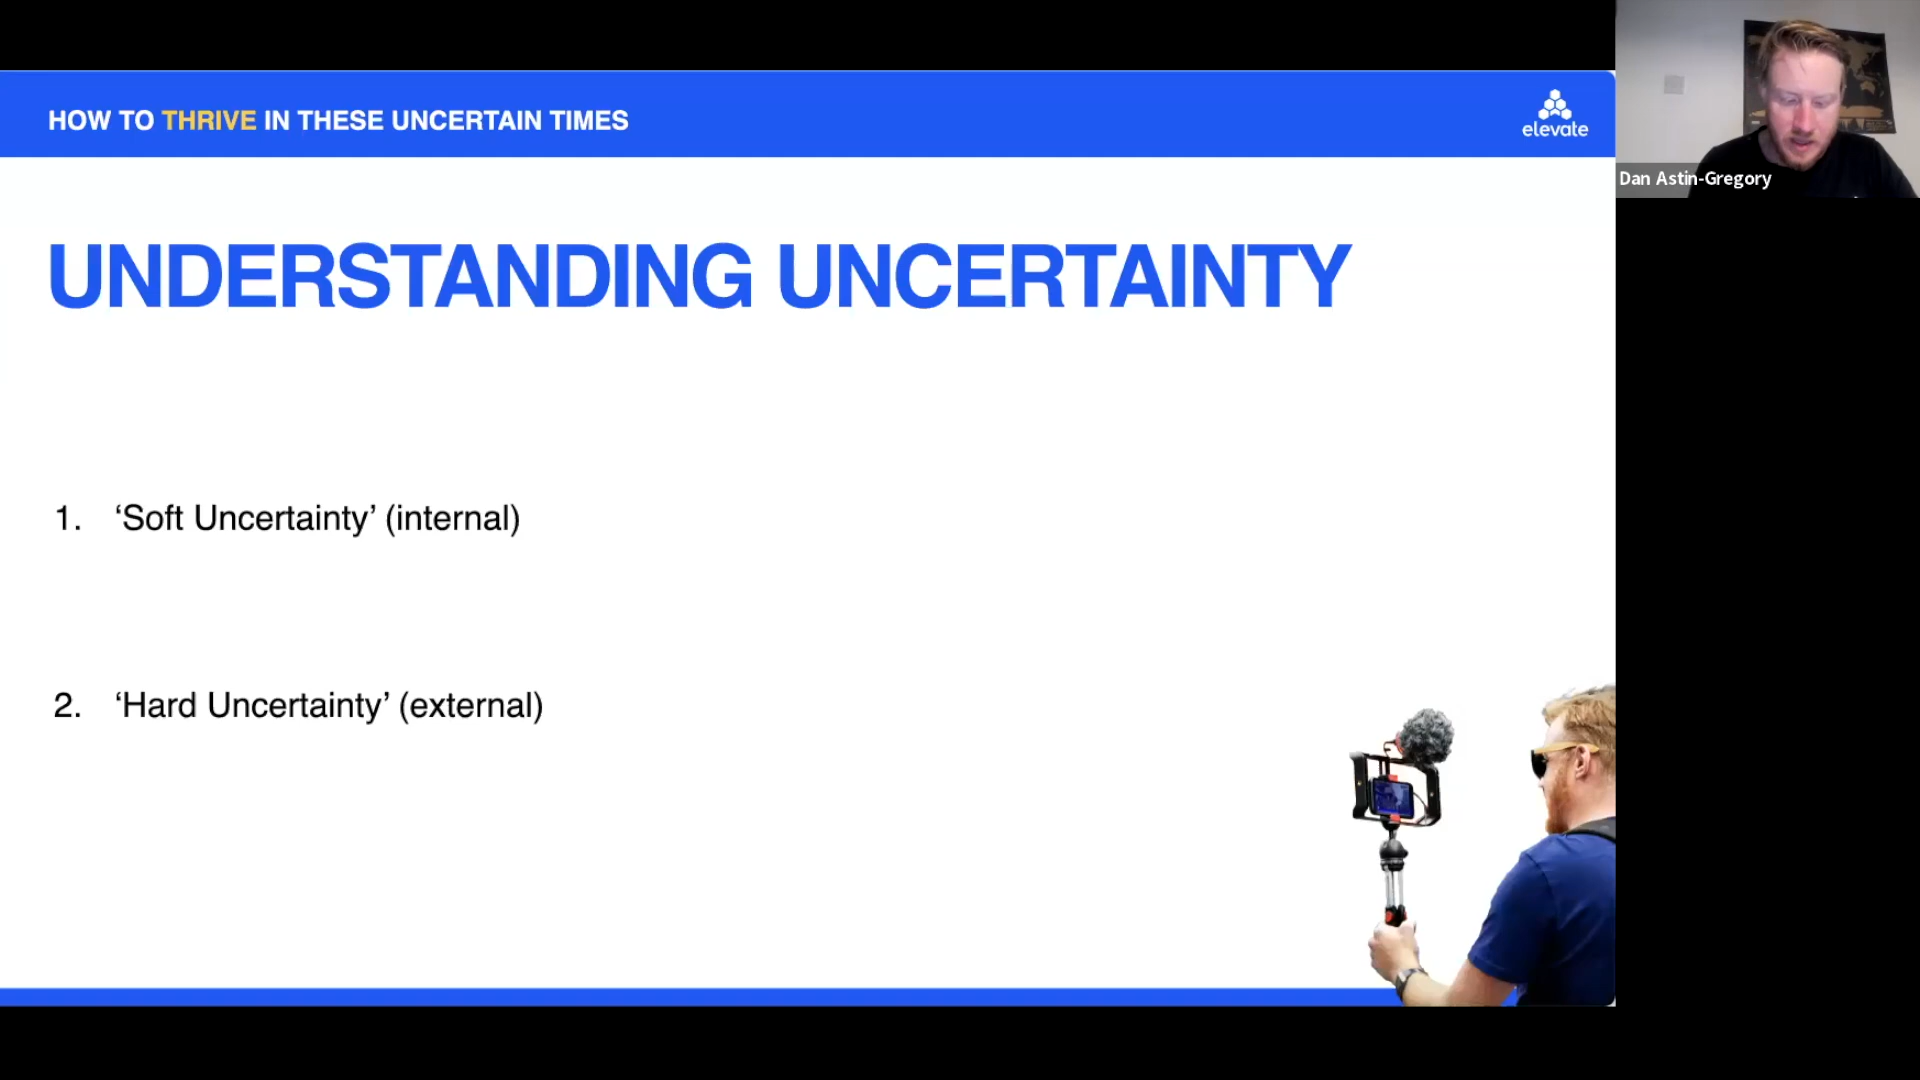 HOW TO THRIVE IN THESE UNCERTAIN TIMES
elevate
Dan Astin-Gregory
UNDERSTANDING UNCERTAINTY
1. ‘Soft Uncertainty’ (internal)
2. ‘Hard Uncertainty’ (external)